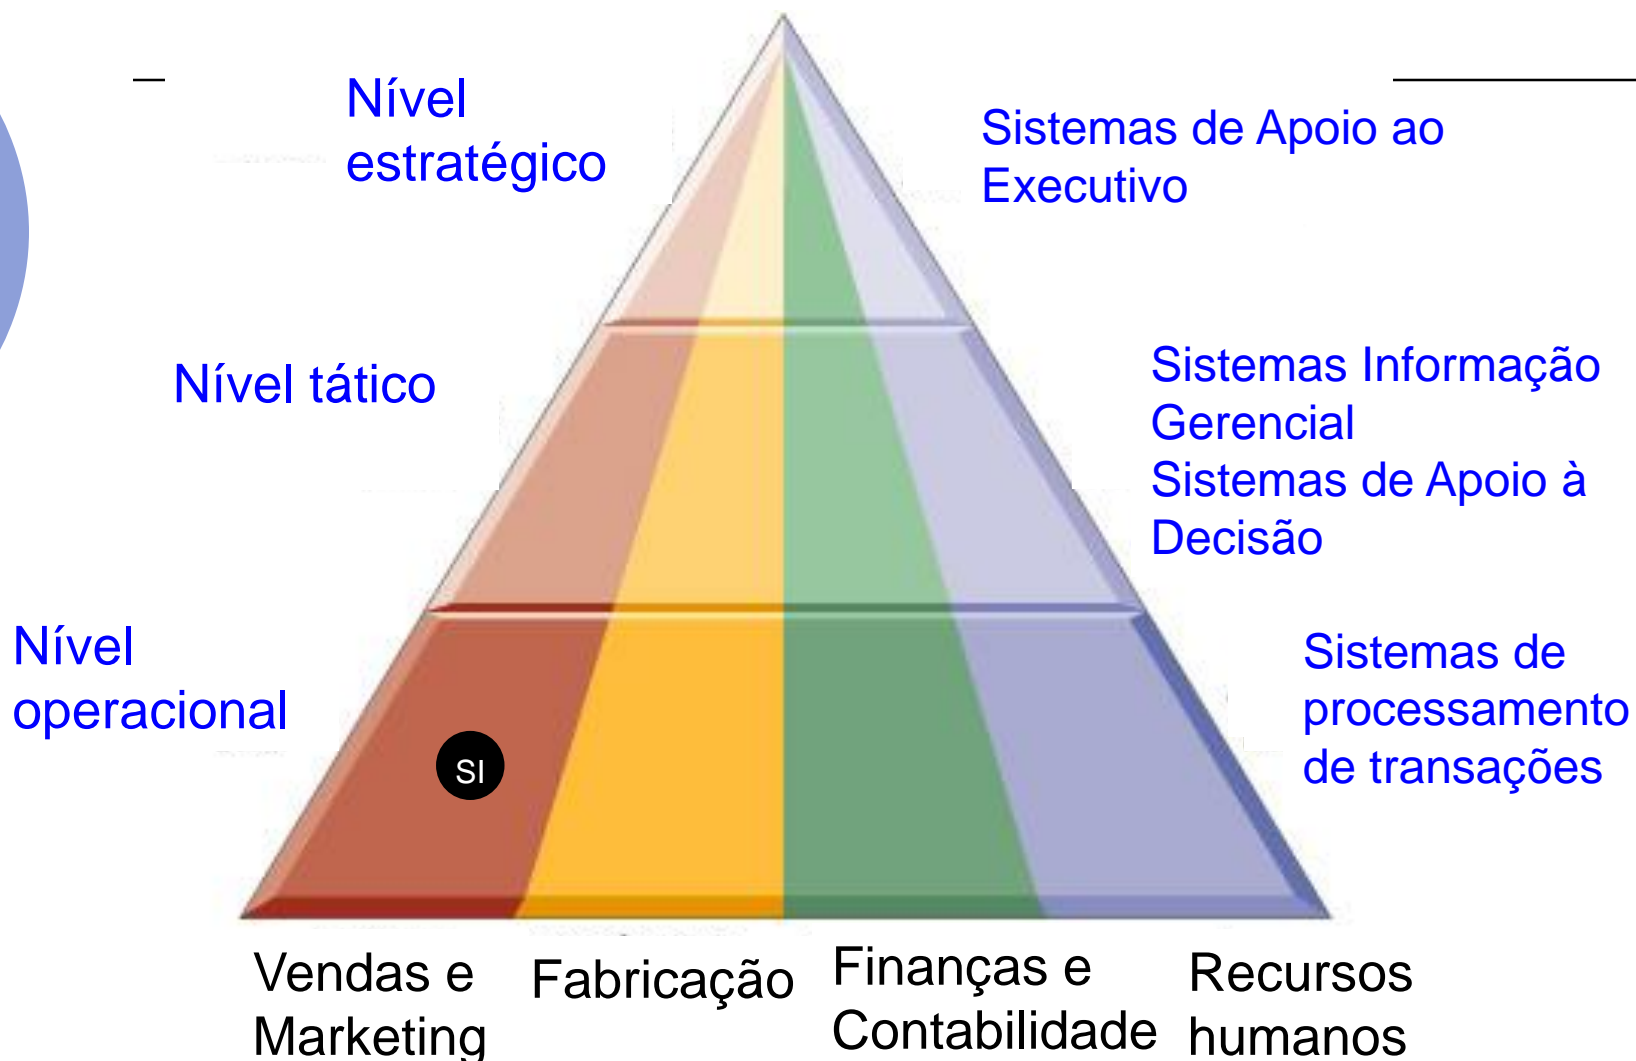 Nível
estratégico
Sistemas de Apoio ao
Executivo
Nível tático
Sistemas Informação
Gerencial
Sistemas de Apoio à
Decisão
Nível
operacional
Sistemas de
processamento
de transações
SI
Vendas e
Marketing
Fabricação
Finanças e
Contabilidade
Recursos
humanos